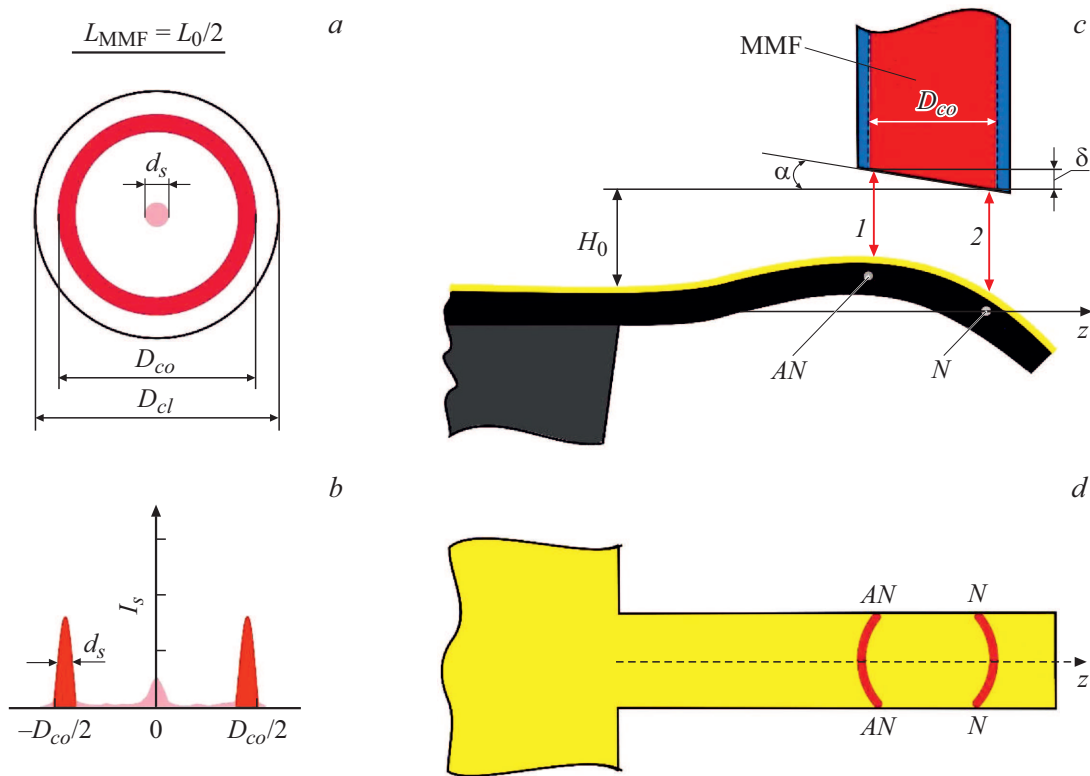 L_MMF = L_0/2
a
d_s
D_co
D_cl
b
I_s
d_s
–D_co/2
0
D_co/2
c
MMF
D_co
δ
α
H_0
1
2
AN
N
z
d
AN
N
z
AN
N